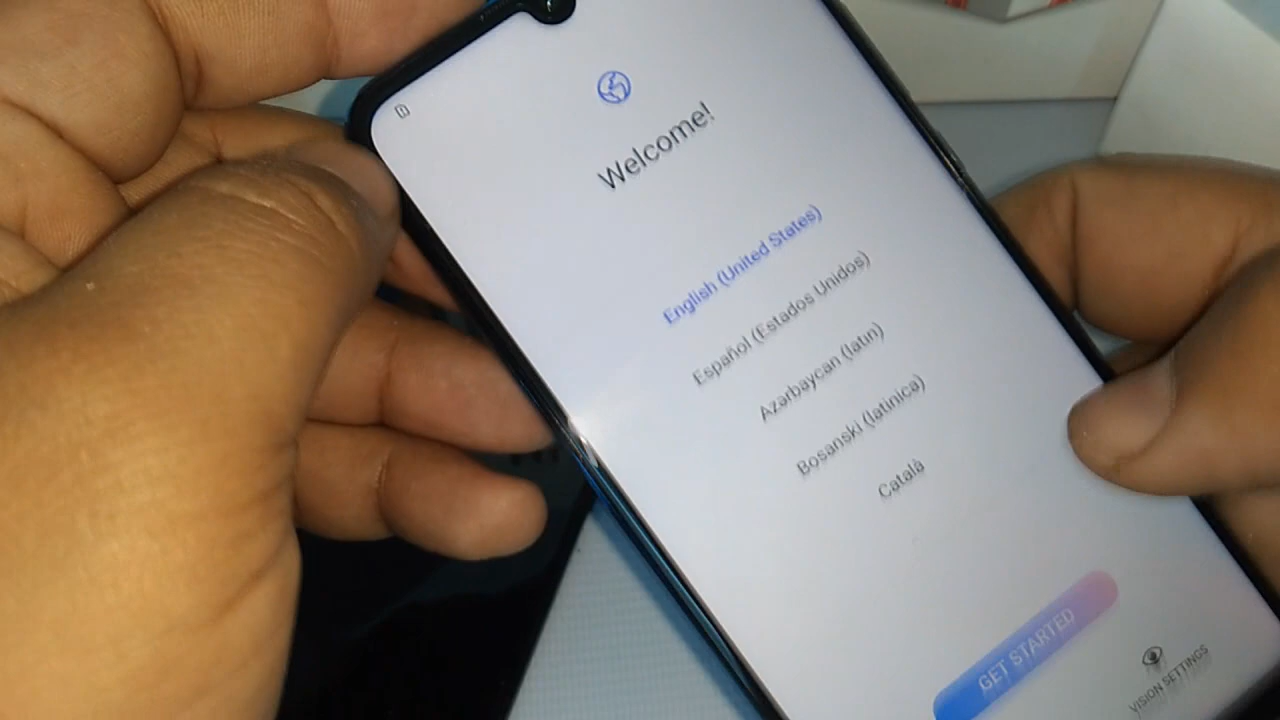 Welcome!
English (United States)
Español (Estados Unidos)
Azərbaycan (latın)
Bosanski (latinica)
Català
GET STARTED
VISION SETTINGS